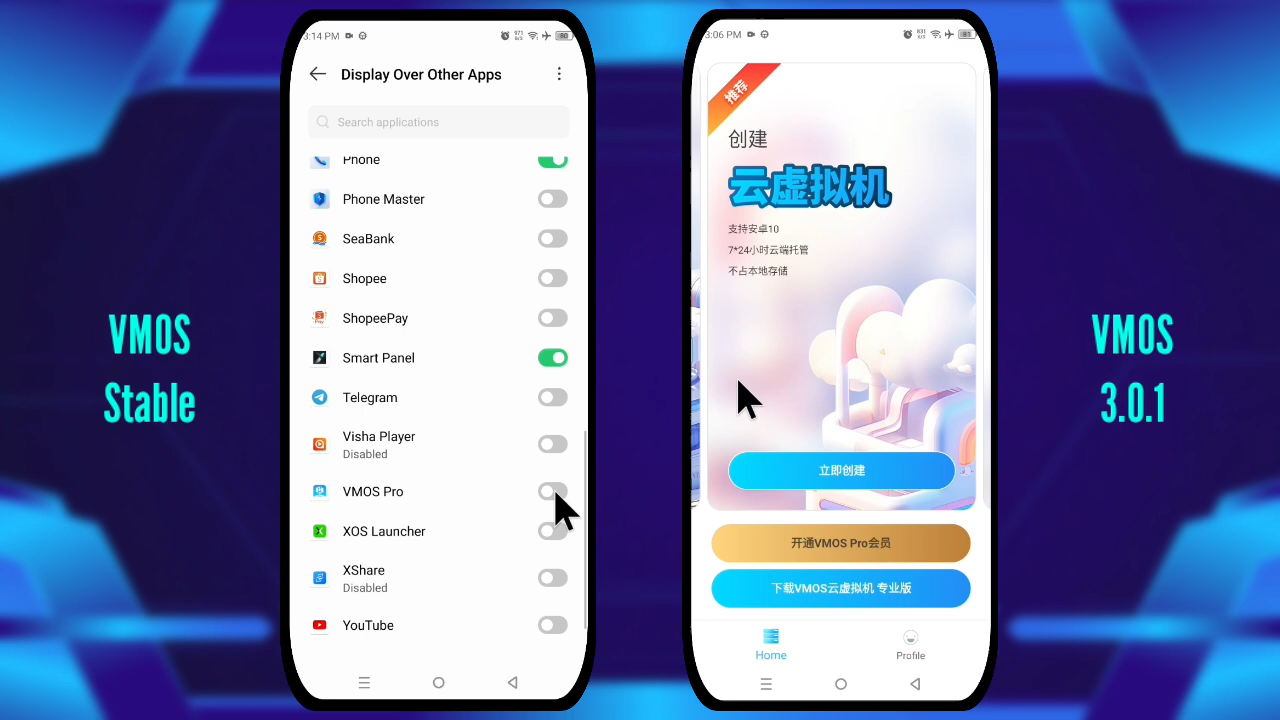 VMOS
Stable
3:14 PM
971
80
Display Over Other Apps
Search applications
Phone
Phone Master
SeaBank
Shopee
ShopeePay
Smart Panel
Telegram
Visha Player
Disabled
VMOS Pro
XOS Launcher
XShare
Disabled
YouTube
3:06 PM
831
81
推荐
创建
云虚拟机
支持安卓10
7*24小时云端托管
不占本地存储
立即创建
开通VMOS Pro会员
下载VMOS云虚拟机 专业版
Home
Profile
VMOS
3.0.1